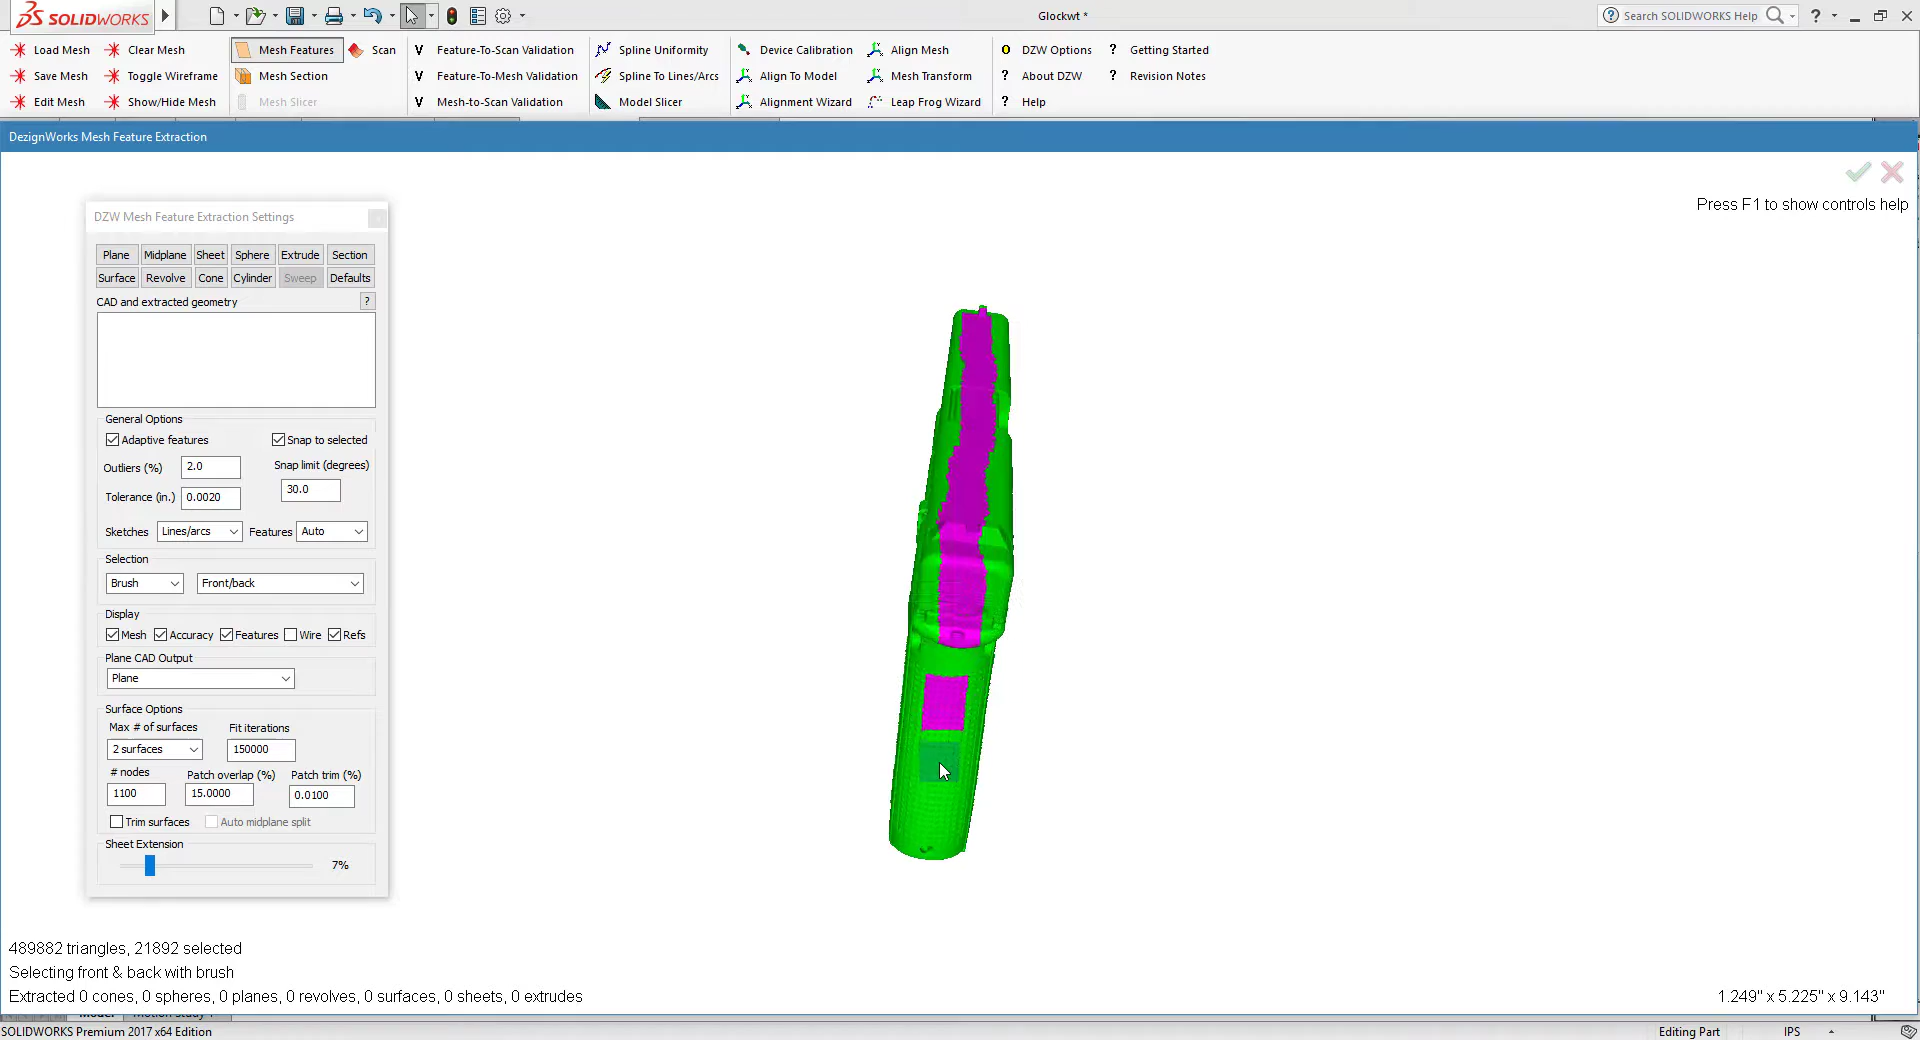 SOLIDWORKS
Glockwt *
Search SOLIDWORKS Help
Load Mesh
Clear Mesh
Mesh Features
Scan
Feature-To-Scan Validation
Spline Uniformity
Device Calibration
Align Mesh
DZW Options
Getting Started
Save Mesh
Toggle Wireframe
Mesh Section
Feature-To-Mesh Validation
Spline To Lines/Arcs
Align To Model
Mesh Transform
About DZW
Revision Notes
Edit Mesh
Show/Hide Mesh
Mesh Slicer
Mesh-to-Scan Validation
Model Slicer
Alignment Wizard
Leap Frog Wizard
Help
DezignWorks Mesh Feature Extraction
Press F1 to show controls help
DZW Mesh Feature Extraction Settings
Plane Midplane Sheet Sphere Extrude Section
Surface Revolve Cone Cylinder Sweep Defaults
CAD and extracted geometry ?
General Options
Adaptive features Snap to selected
Outliers (%) 2.0 Snap limit (degrees)
30.0
Tolerance (in.) 0.0020
Sketches Lines/arcs Features Auto
Selection
Brush Front/back
Display
Mesh Accuracy Features Wire Refs
Plane CAD Output
Plane
Surface Options
Max # of surfaces Fit iterations
2 surfaces 150000
# nodes Patch overlap (%) Patch trim (%)
1100 15.0000 0.0100
Trim surfaces Auto midplane split
Sheet Extension
7%
489882 triangles, 21892 selected
Selecting front & back with brush
Extracted 0 cones, 0 spheres, 0 planes, 0 revolves, 0 surfaces, 0 sheets, 0 extrudes
1.249" x 5.225" x 9.143"
Model Motion Study 1
SOLIDWORKS Premium 2017 x64 Edition
Editing Part
IPS